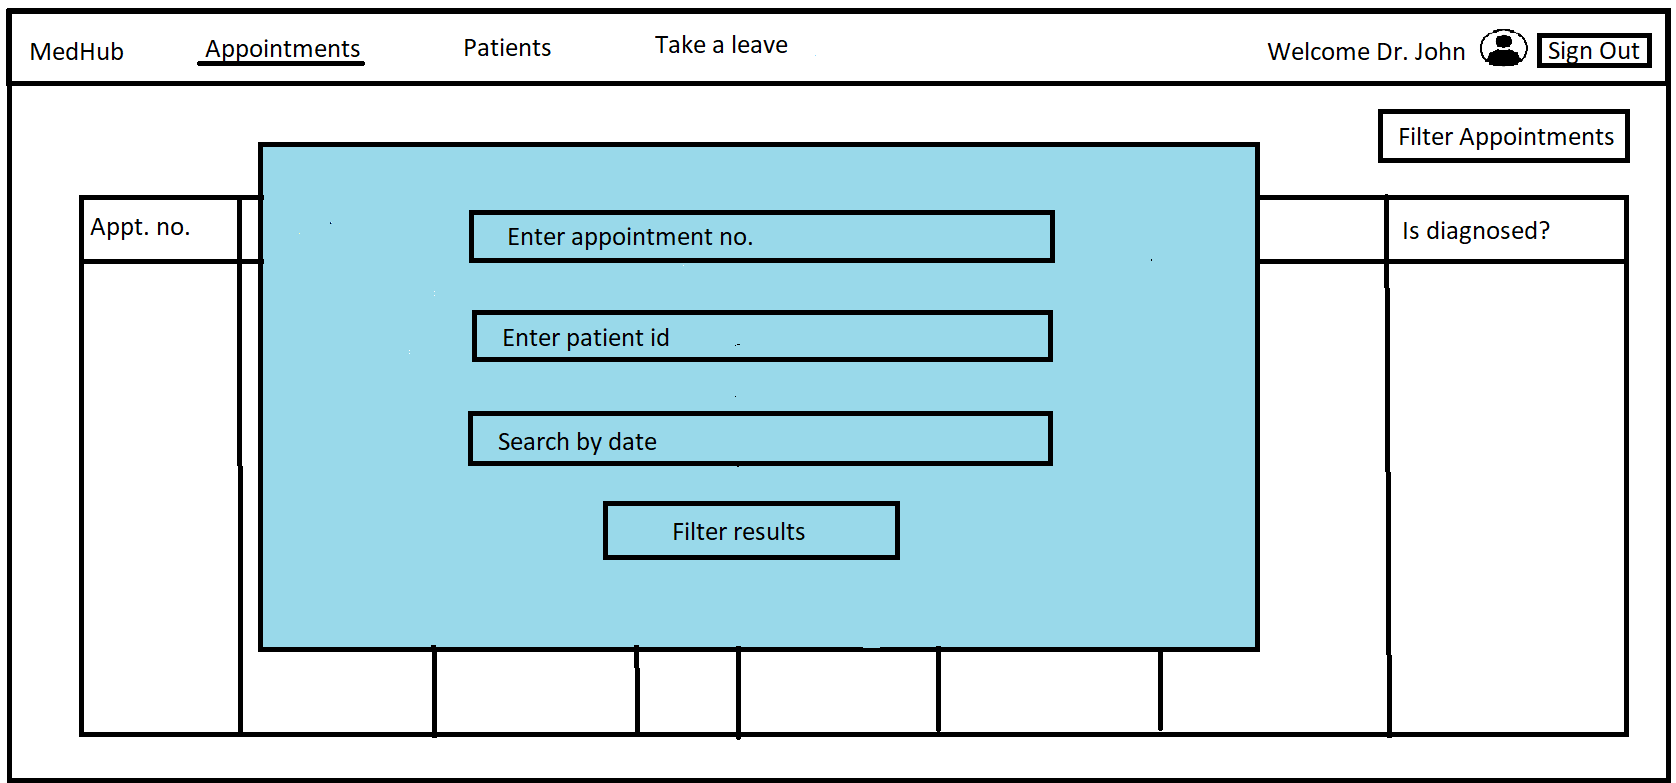 MedHub Appointments Patients Take a leave Welcome Dr. John Sign Out
Filter Appointments
Appt. no. Is diagnosed?
Enter appointment no.
Enter patient id
Search by date
Filter results